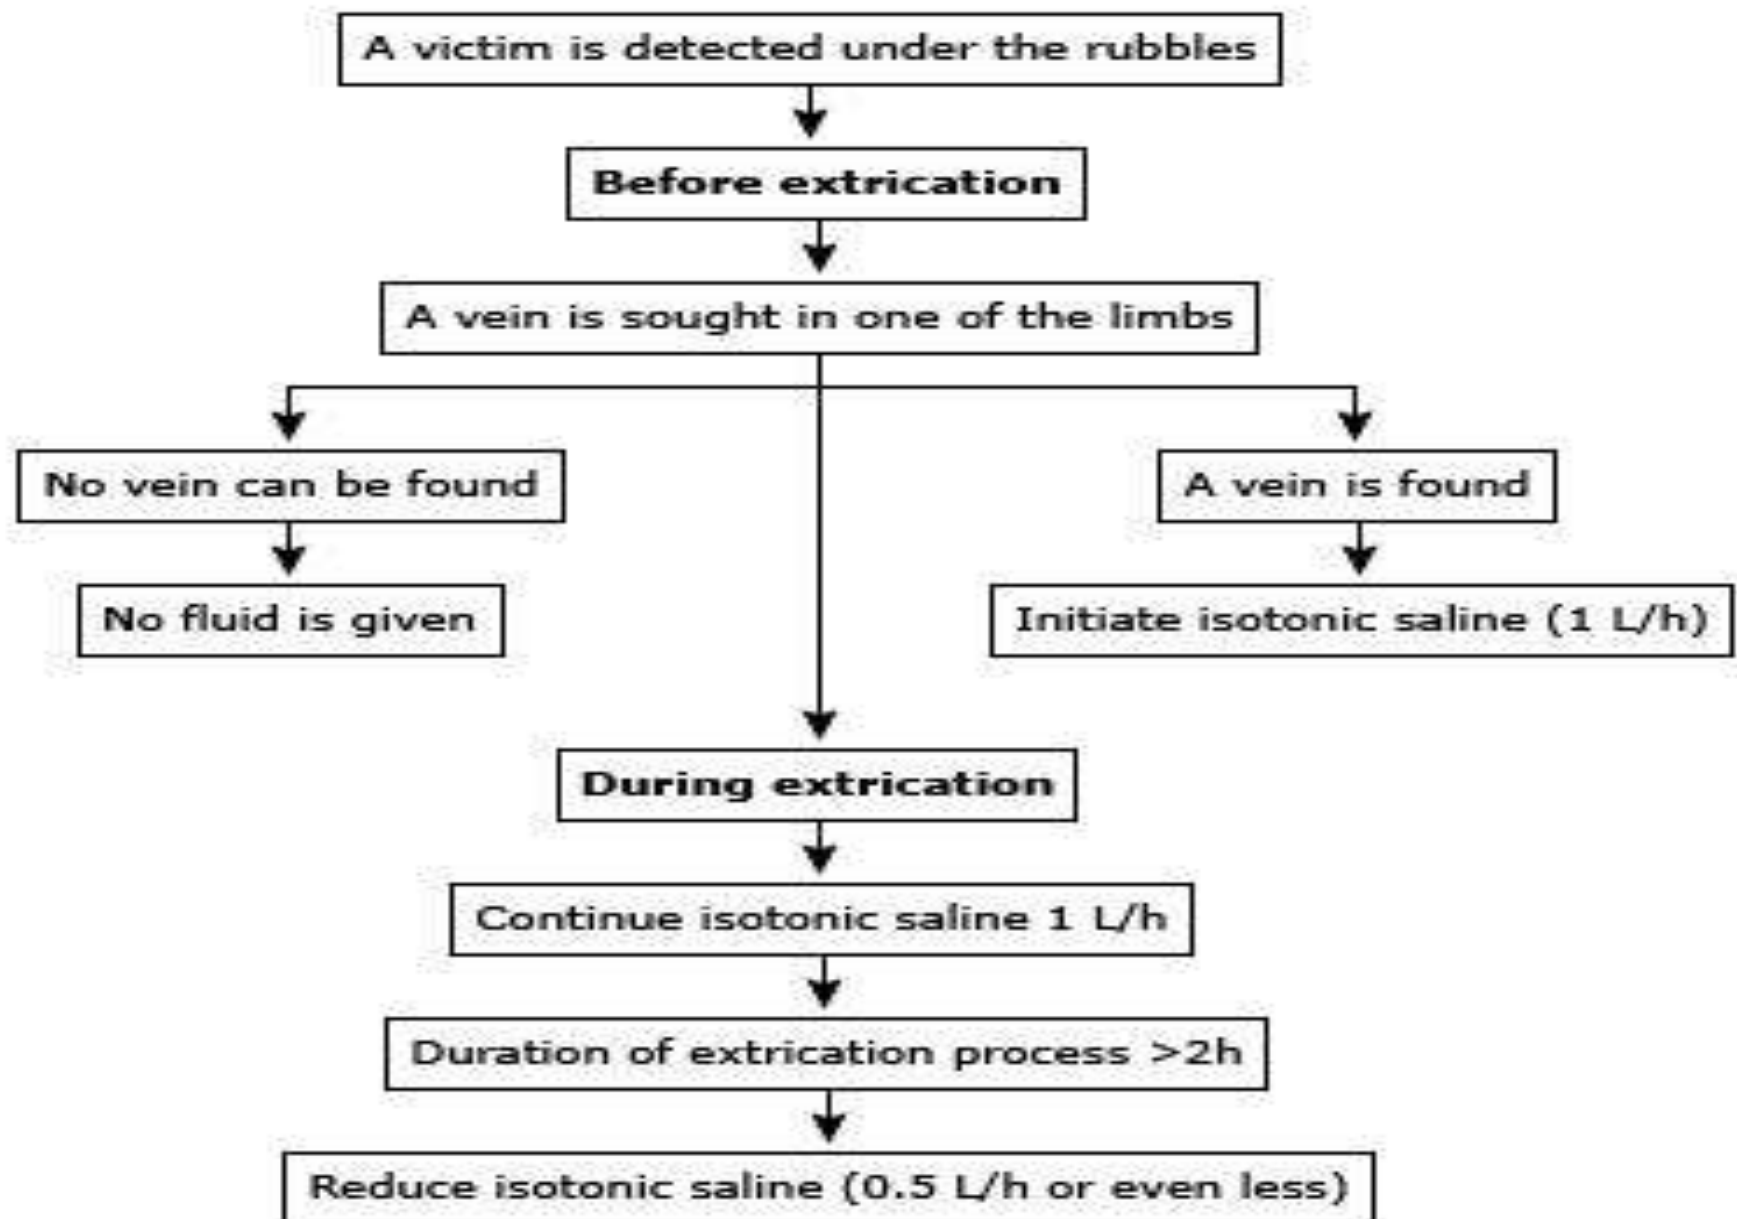 A victim is detected under the rubbles
Before extrication
A vein is sought in one of the limbs
No vein can be found
A vein is found
No fluid is given
Initiate isotonic saline (1 L/h)
During extrication
Continue isotonic saline 1 L/h
Duration of extrication process >2h
Reduce isotonic saline (0.5 L/h or even less)